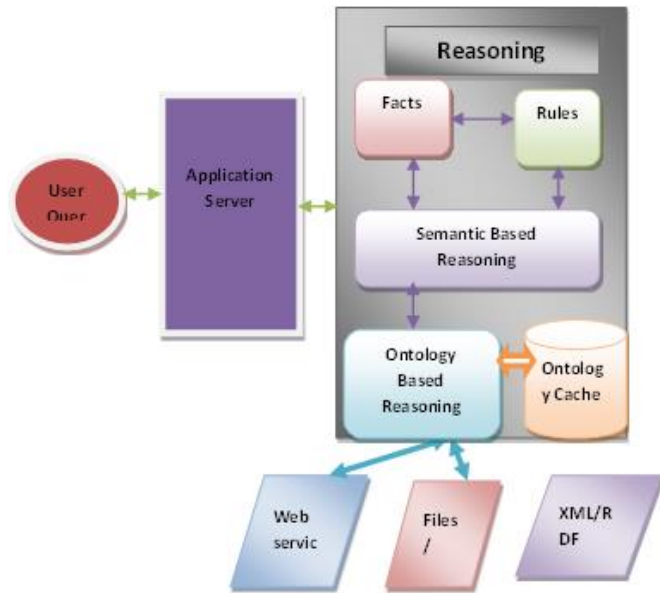 Reasoning
Facts
Rules
User
Quer
Application
Server
Semantic Based
Reasoning
Ontology
Based
Reasoning
Ontolog
y Cache
Web
servic
Files
/
XML/R
DF